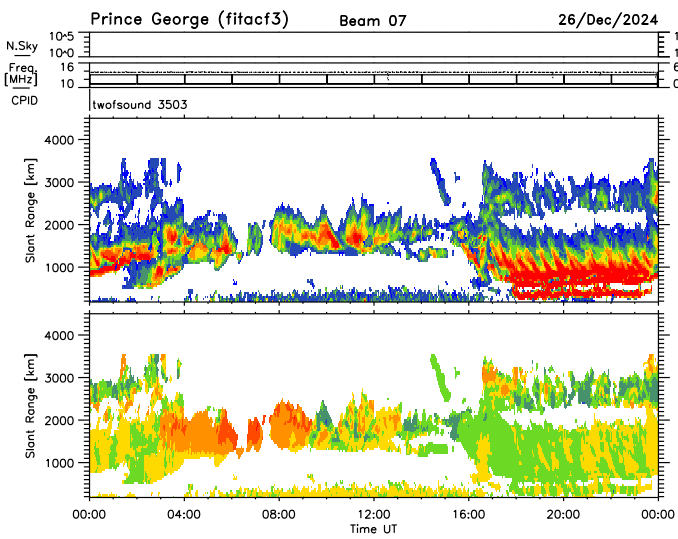 Prince George (fitacf3) Beam 07 26/Dec/2024
10^5 1
N.Sky
10^0 1
Freq 16 6
[MHz] 10 0
CPID
twofsound 3503
4000
3000
2000
1000
Slant Range [km]
4000
3000
2000
1000
Slant Range [km]
00:00 04:00 08:00 12:00 16:00 20:00 00:00
Time UT